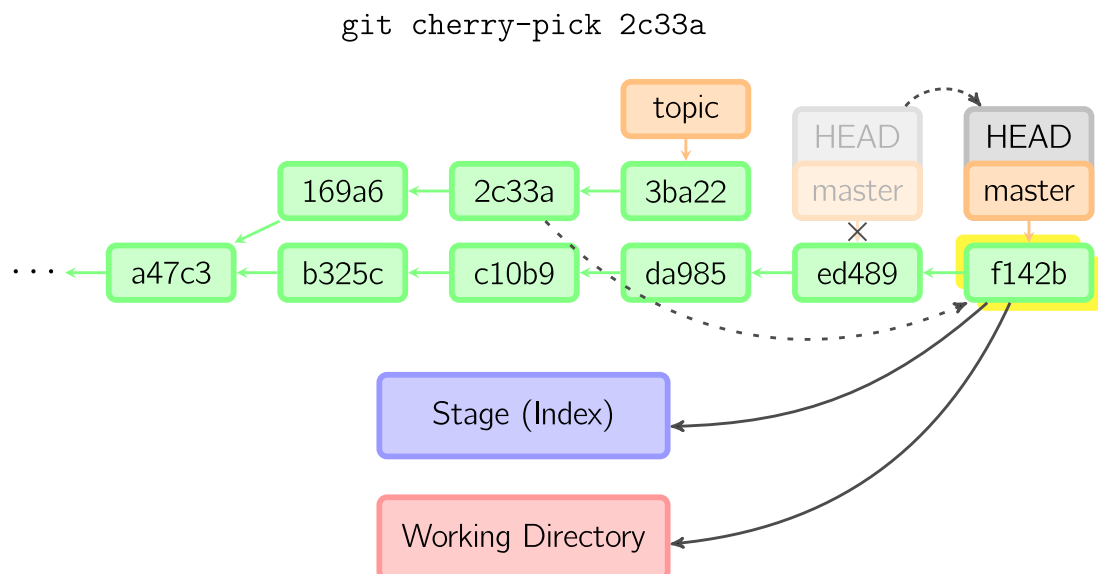 git cherry-pick 2c33a
topic
HEAD HEAD
169a6 2c33a 3ba22 master master
... a47c3 b325c c10b9 da985 ed489 f142b
Stage (Index)
Working Directory